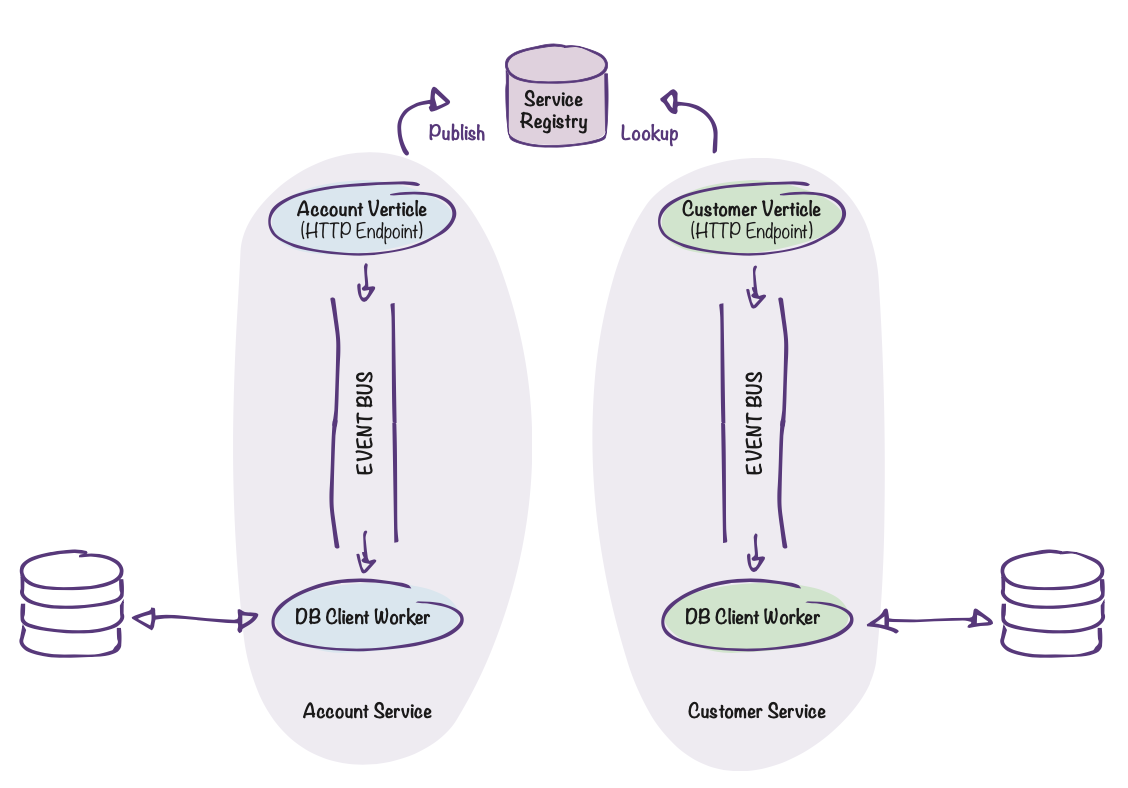 Service
Registry
Publish
Lookup
Account Verticle
(HTTP Endpoint)
Customer Verticle
(HTTP Endpoint)
EVENT BUS
EVENT BUS
DB Client Worker
DB Client Worker
Account Service
Customer Service